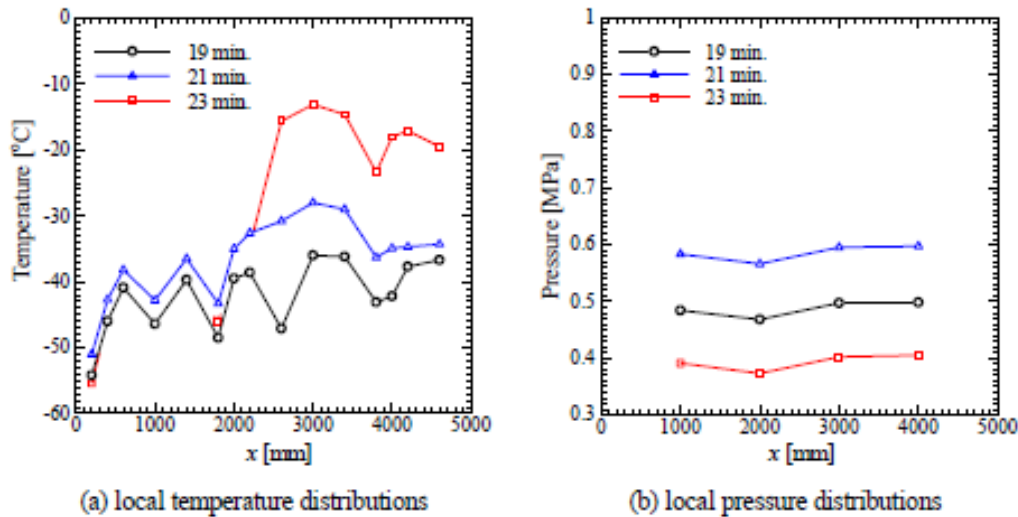 0
-10
-20
-30
-40
-50
-60
Temperature [°C]
19 min.
21 min.
23 min.
0 1000 2000 3000 4000 5000
x [mm]
(a) local temperature distributions
1
0.9
0.8
0.7
0.6
0.5
0.4
0.3
Pressure [MPa]
19 min.
21 min.
23 min.
0 1000 2000 3000 4000 5000
x [mm]
(b) local pressure distributions